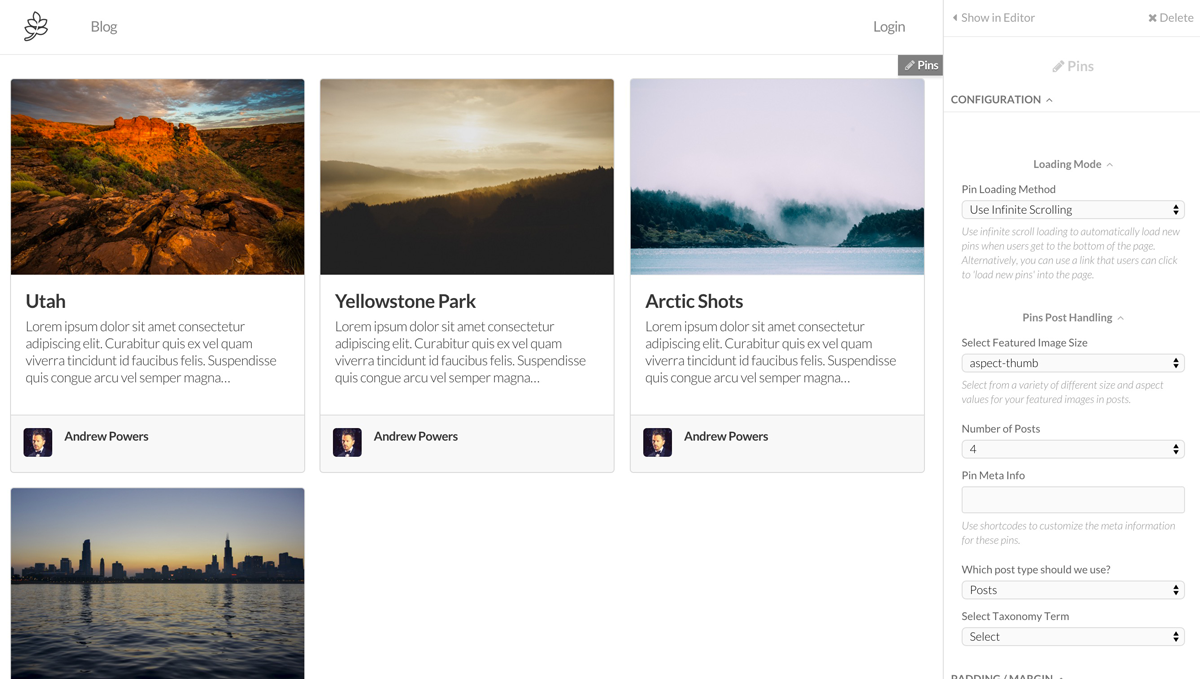 Blog
Login
Pins
Utah
Lorem ipsum dolor sit amet consectetur
adipiscing elit. Curabitur quis ex vel quam
viverra tincidunt id faucibus felis. Suspendisse
quis congue arcu vel semper magna...
Andrew Powers
Yellowstone Park
Lorem ipsum dolor sit amet consectetur
adipiscing elit. Curabitur quis ex vel quam
viverra tincidunt id faucibus felis. Suspendisse
quis congue arcu vel semper magna...
Andrew Powers
Arctic Shots
Lorem ipsum dolor sit amet consectetur
adipiscing elit. Curabitur quis ex vel quam
viverra tincidunt id faucibus felis. Suspendisse
quis congue arcu vel semper magna...
Andrew Powers
Show in Editor
Delete
Pins
CONFIGURATION
Loading Mode
Pin Loading Method
Use Infinite Scrolling
Use infinite scroll loading to automatically load new
pins when users get to the bottom of the page.
Alternatively, you can use a link that users can click
to 'load new pins' into the page.
Pins Post Handling
Select Featured Image Size
aspect-thumb
Select from a variety of different size and aspect
values for your featured images in posts.
Number of Posts
4
Pin Meta Info
Use shortcodes to customize the meta information
for these pins.
Which post type should we use?
Posts
Select Taxonomy Term
Select
PADDING / MARGIN